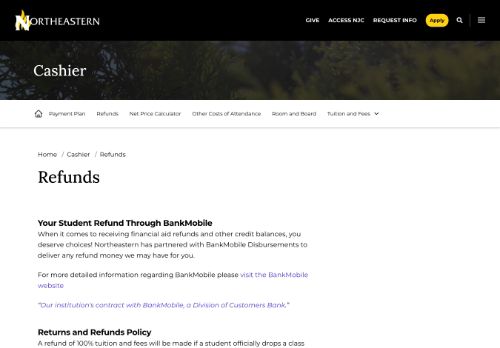 NORTHEASTERN
GIVE ACCESS NJC REQUEST INFO Apply
Cashier
Payment Plan Refunds Net Price Calculator Other Costs of Attendance Room and Board Tuition and Fees
Home / Cashier / Refunds
Refunds
Your Student Refund Through BankMobile
When it comes to receiving financial aid refunds and other credit balances, you
deserve choices! Northeastern has partnered with BankMobile Disbursements to
deliver any refund money we may have for you.
For more detailed information regarding BankMobile please visit the BankMobile
website
"Our institution's contract with BankMobile, a Division of Customers Bank."
Returns and Refunds Policy
A refund of 100% tuition and fees will be made if a student officially drops a class